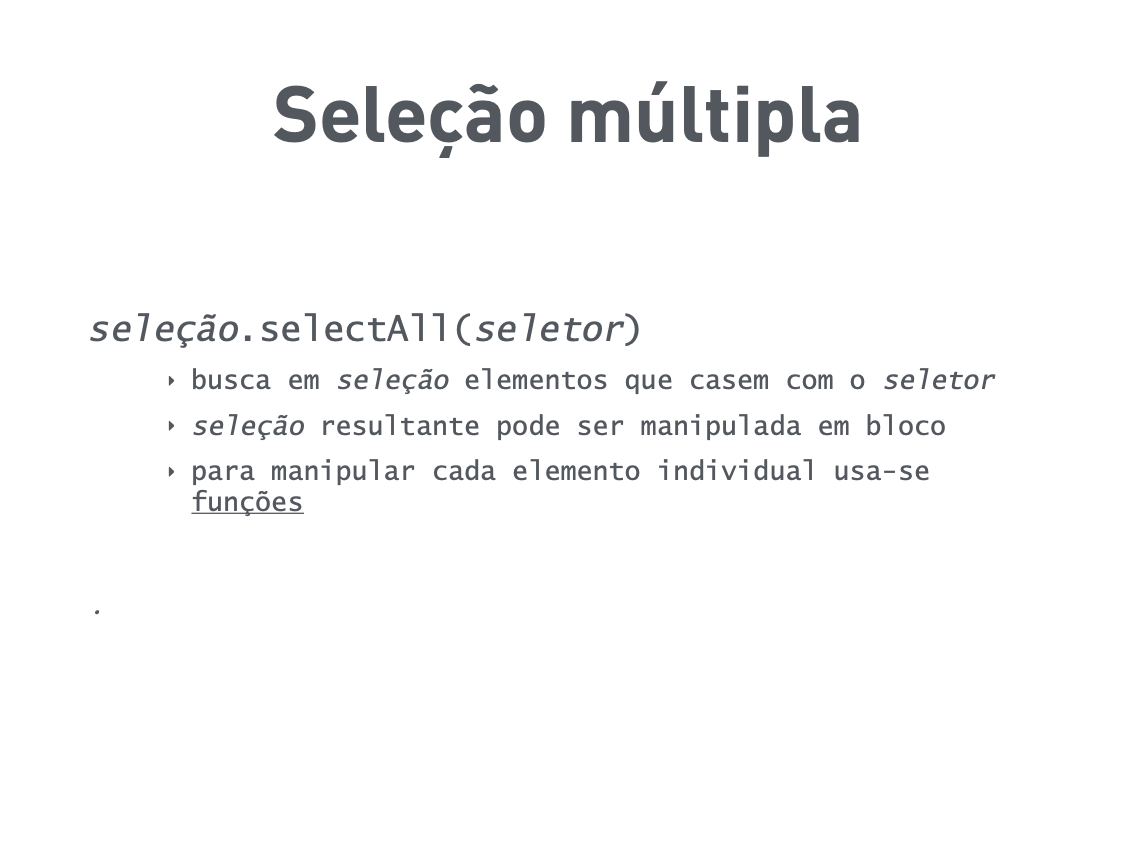 Seleção múltipla
seleção.selectAll(seletor)
‣ busca em seleção elementos que casem com o seletor
‣ seleção resultante pode ser manipulada em bloco
‣ para manipular cada elemento individual usa-se
funções
.